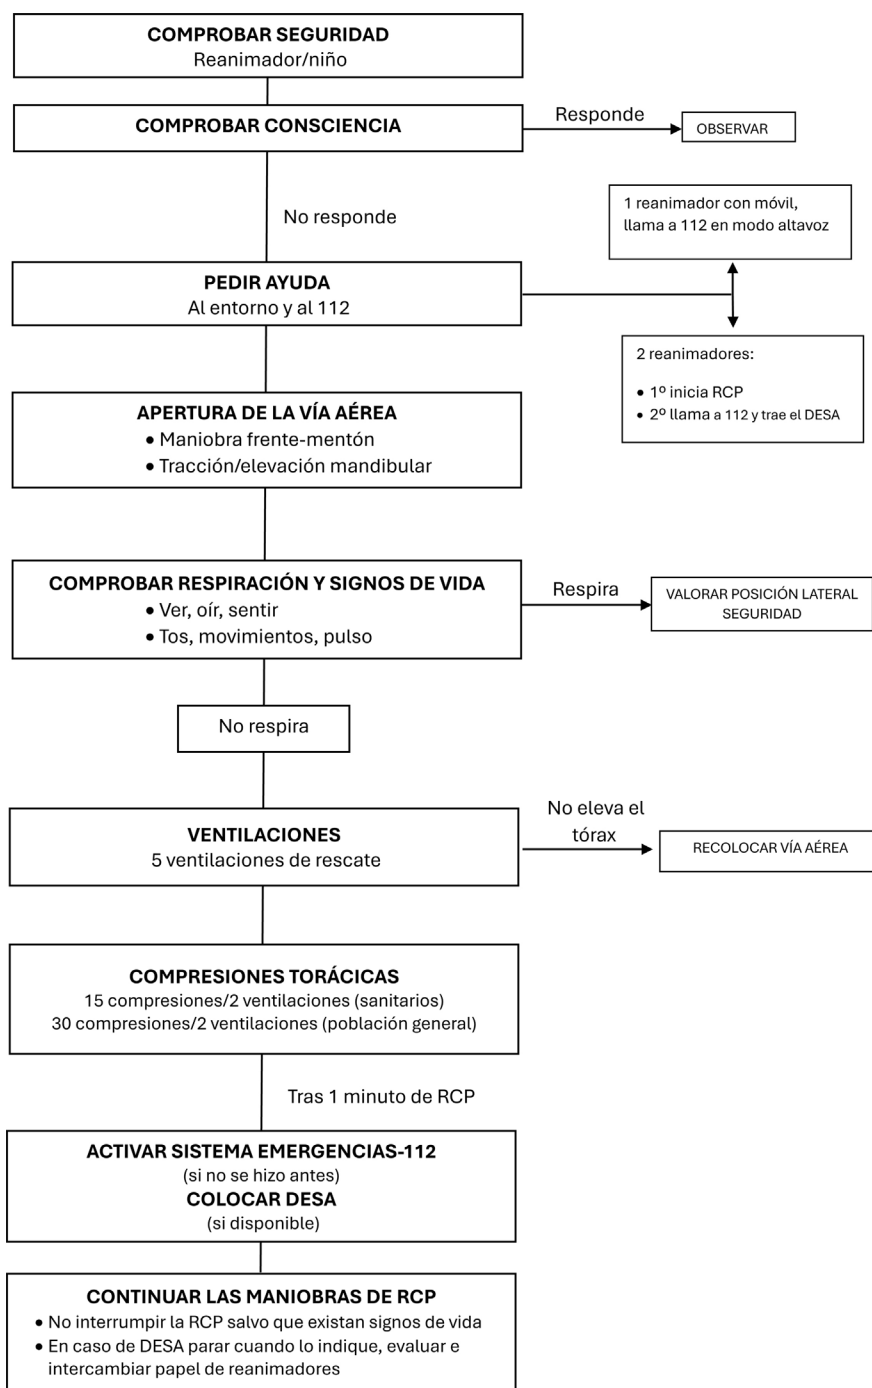 COMPROBAR SEGURIDAD
Reanimador/niño
COMPROBAR CONSCIENCIA
Responde
OBSERVAR
No responde
1 reanimador con móvil,
llama a 112 en modo altavoz
PEDIR AYUDA
Al entorno y al 112
2 reanimadores:
• 1º inicia RCP
• 2º llama a 112 y trae el DESA
APERTURA DE LA VÍA AÉREA
• Maniobra frente-mentón
• Tracción/elevación mandibular
COMPROBAR RESPIRACIÓN Y SIGNOS DE VIDA
• Ver, oír, sentir
• Tos, movimientos, pulso
Respira
VALORAR POSICIÓN LATERAL
SEGURIDAD
No respira
VENTILACIONES
5 ventilaciones de rescate
No eleva el
tórax
RECOLOCAR VÍA AÉREA
COMPRESIONES TORÁCICAS
15 compresiones/2 ventilaciones (sanitarios)
30 compresiones/2 ventilaciones (población general)
Tras 1 minuto de RCP
ACTIVAR SISTEMA EMERGENCIAS-112
(si no se hizo antes)
COLOCAR DESA
(si disponible)
CONTINUAR LAS MANIOBRAS DE RCP
• No interrumpir la RCP salvo que existan signos de vida
• En caso de DESA parar cuando lo indique, evaluar e
intercambiar papel de reanimadores